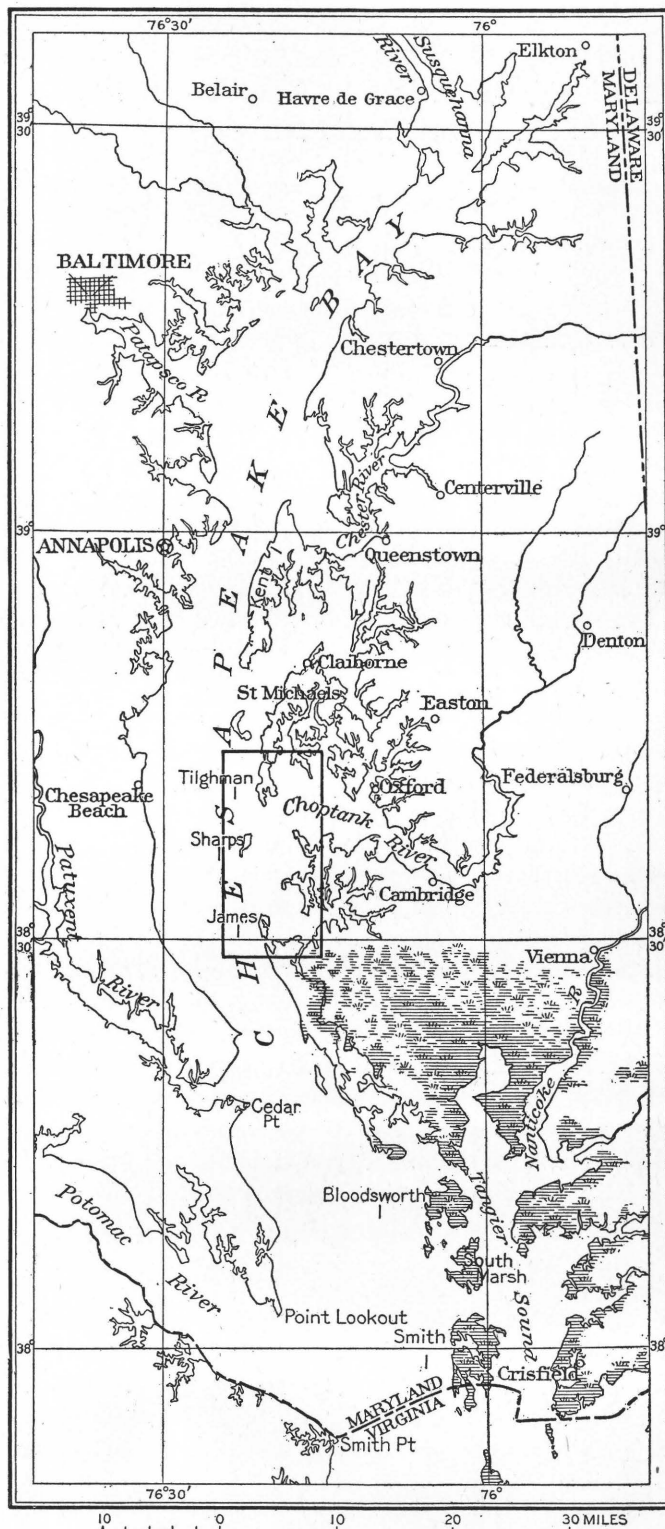 76°30' 76°
Susquehanna
River
Elkton
Belair
Havre de Grace
39°
30'
39°
30'
DELAWARE
MARYLAND
BALTIMORE
Patapsco R.
CHESAPEAKE BAY
Chestertown
Chester River
Centerville
39°
39°
ANNAPOLIS
Queenstown
Kent I
Claiborne
Denton
St Michaels
Easton
Tilghman
I
Oxford
Federalsburg
Chesapeake
Beach
Choptank
River
Sharps
I
Patuxent
River
Cambridge
James
I
38°
30'
38°
30'
Vienna
Nanticoke R.
Cedar
Pt
Potomac
River
Bloodsworth
I
Tangier
Sound
South
Marsh
Point Lookout
38°
38°
Smith
I
Crisfield
MARYLAND
VIRGINIA
Smith Pt
76°30' 76°
10 0 10 20 30 MILES